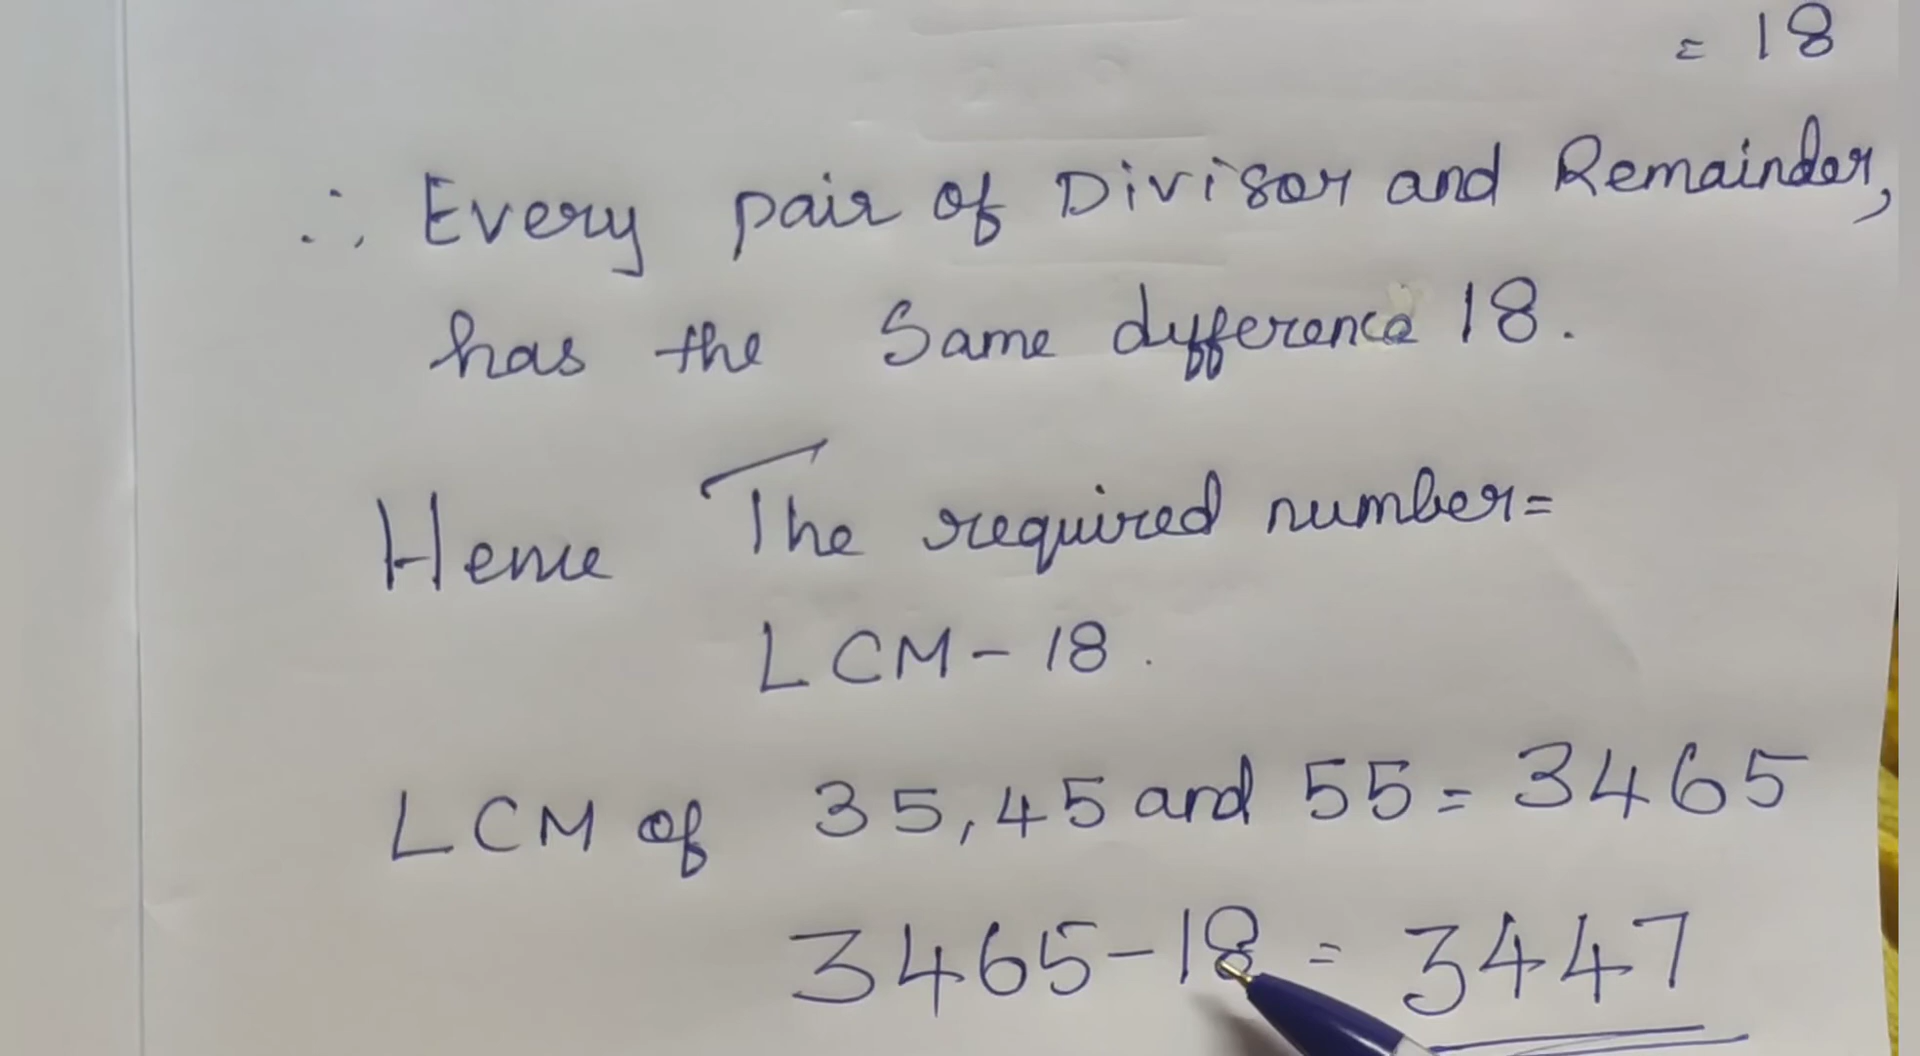 = 18
∴ Every pair of Divisor and Remainder,
has the Same difference 18.
Hence The required number=
LCM - 18.
LCM of 35, 45 and 55 = 3465
3465 - 18 = 3447